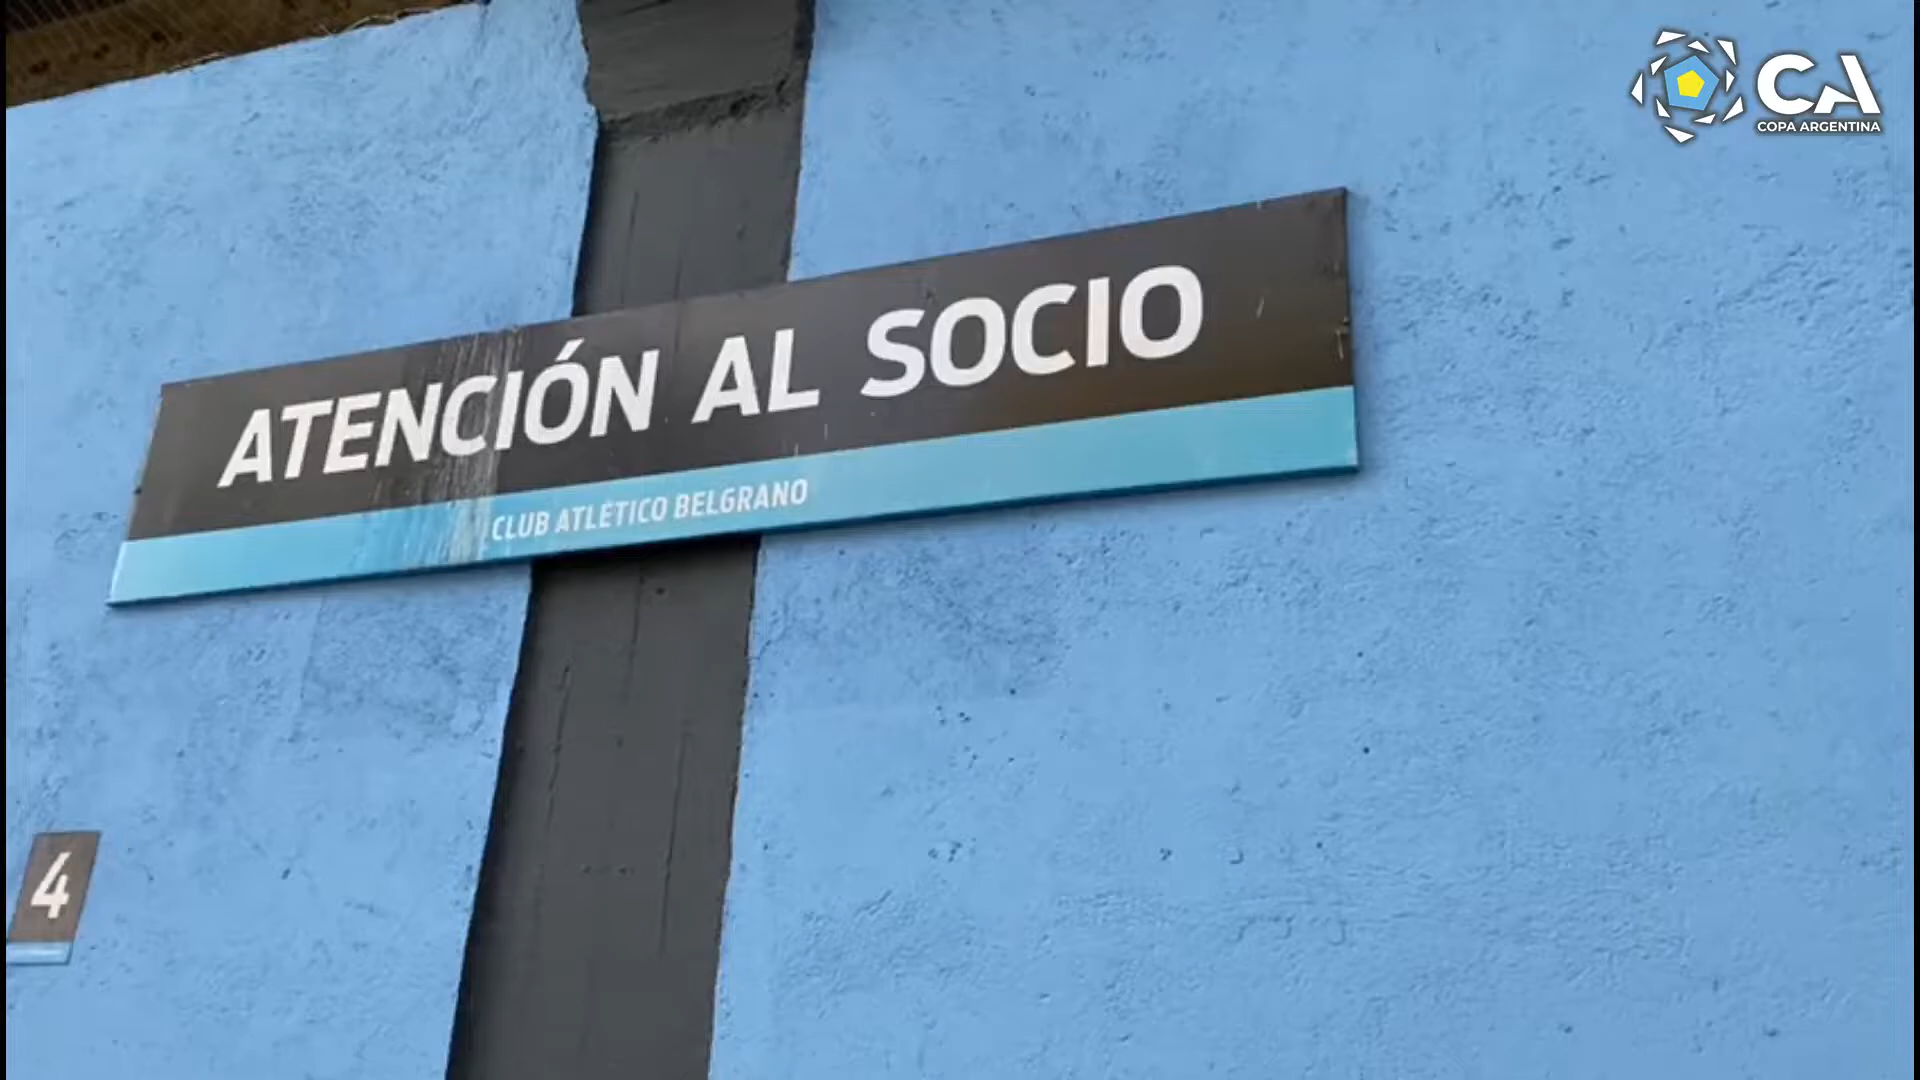 CA
COPA ARGENTINA
ATENCIÓN AL SOCIO
CLUB ATLÉTICO BELGRANO
4